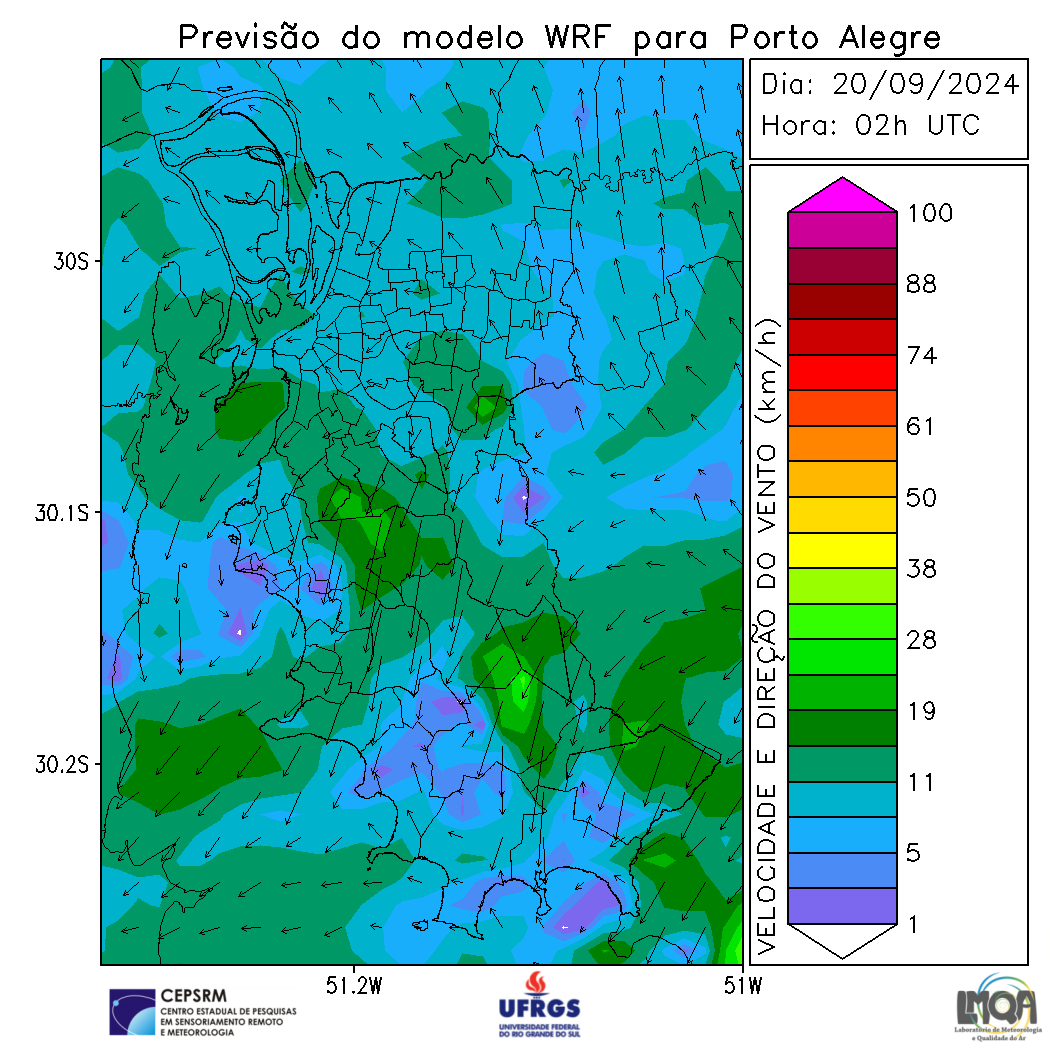 Previsão do modelo WRF para Porto Alegre
Dia: 20/09/2024
Hora: 02h UTC
30S
30.1S
30.2S
51.2W
51W
VELOCIDADE E DIREÇÃO DO VENTO (km/h)
100
88
74
61
50
38
28
19
11
5
1
CEPSRM
CENTRO ESTADUAL DE PESQUISAS
EM SENSORIAMENTO REMOTO
E METEOROLOGIA
UFRGS
UNIVERSIDADE FEDERAL
DO RIO GRANDE DO SUL
LMQA
Laboratório de Meteorologia
e Qualidade do Ar